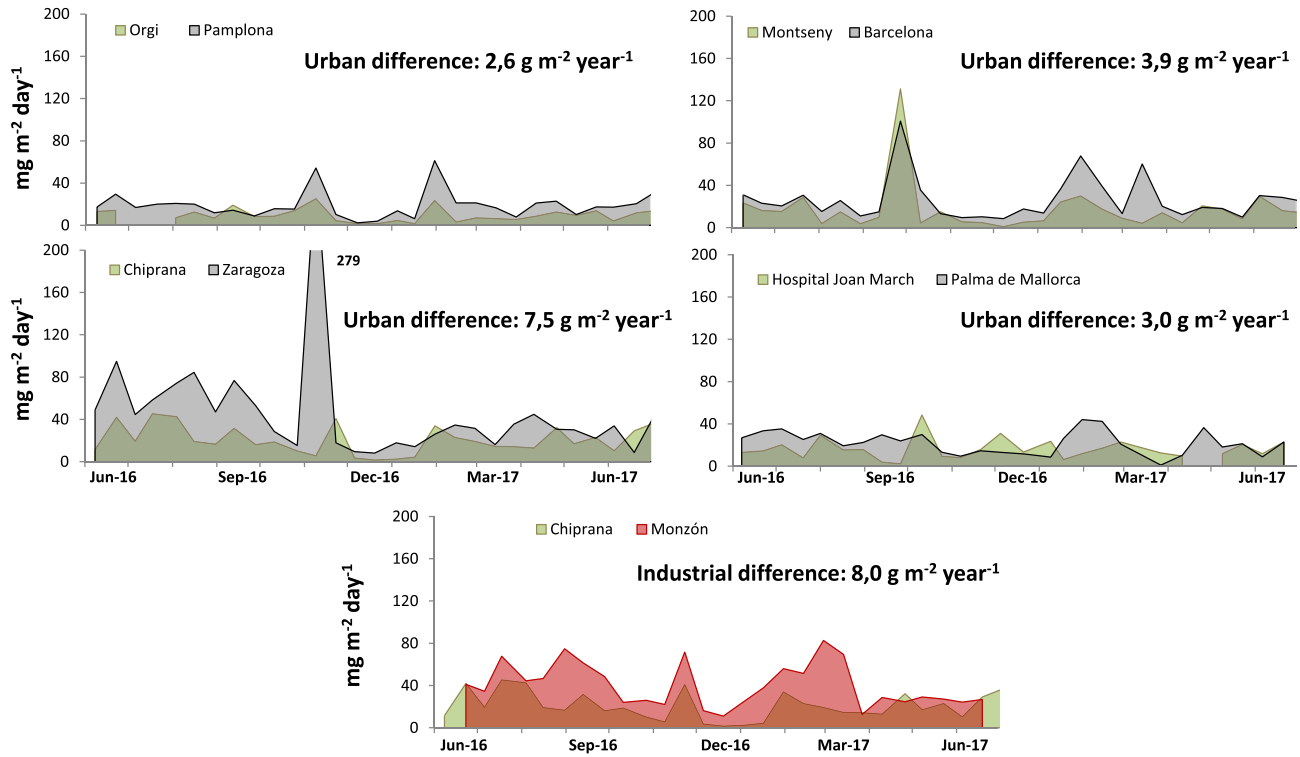 200
160
120
80
40
0
mg m-2 day-1
Orgi Pamplona
Urban difference: 2,6 g m-2 year-1
200
160
120
80
40
0
Montseny Barcelona
Urban difference: 3,9 g m-2 year-1
200
160
120
80
40
0
mg m-2 day-1
Chiprana Zaragoza
279
Urban difference: 7,5 g m-2 year-1
Jun-16 Sep-16 Dec-16 Mar-17 Jun-17
200
160
120
80
40
0
Hospital Joan March Palma de Mallorca
Urban difference: 3,0 g m-2 year-1
Jun-16 Sep-16 Dec-16 Mar-17 Jun-17
200
160
120
80
40
0
mg m-2 day-1
Chiprana Monzón
Industrial difference: 8,0 g m-2 year-1
Jun-16 Sep-16 Dec-16 Mar-17 Jun-17